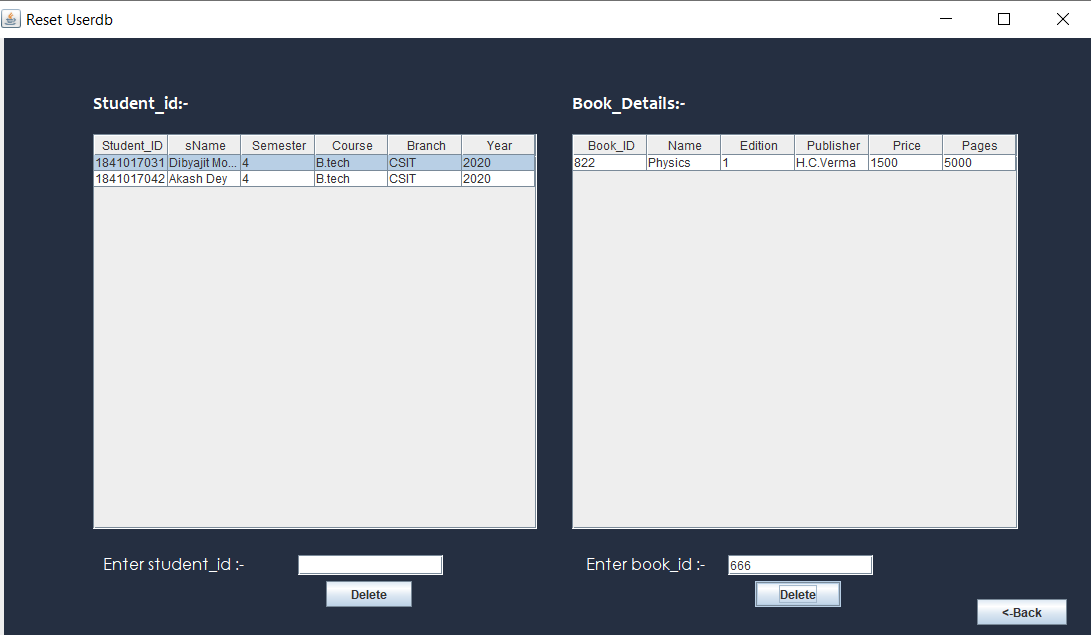 Reset Userdb
Student_id:-
Student_ID sName Semester Course Branch Year
1841017031 Dibyajit Mo... 4 B.tech CSIT 2020
1841017042 Akash Dey 4 B.tech CSIT 2020
Enter student_id :-
Delete
Book_Details:-
Book_ID Name Edition Publisher Price Pages
822 Physics 1 H.C.Verma 1500 5000
Enter book_id :- 666
Delete
<-Back